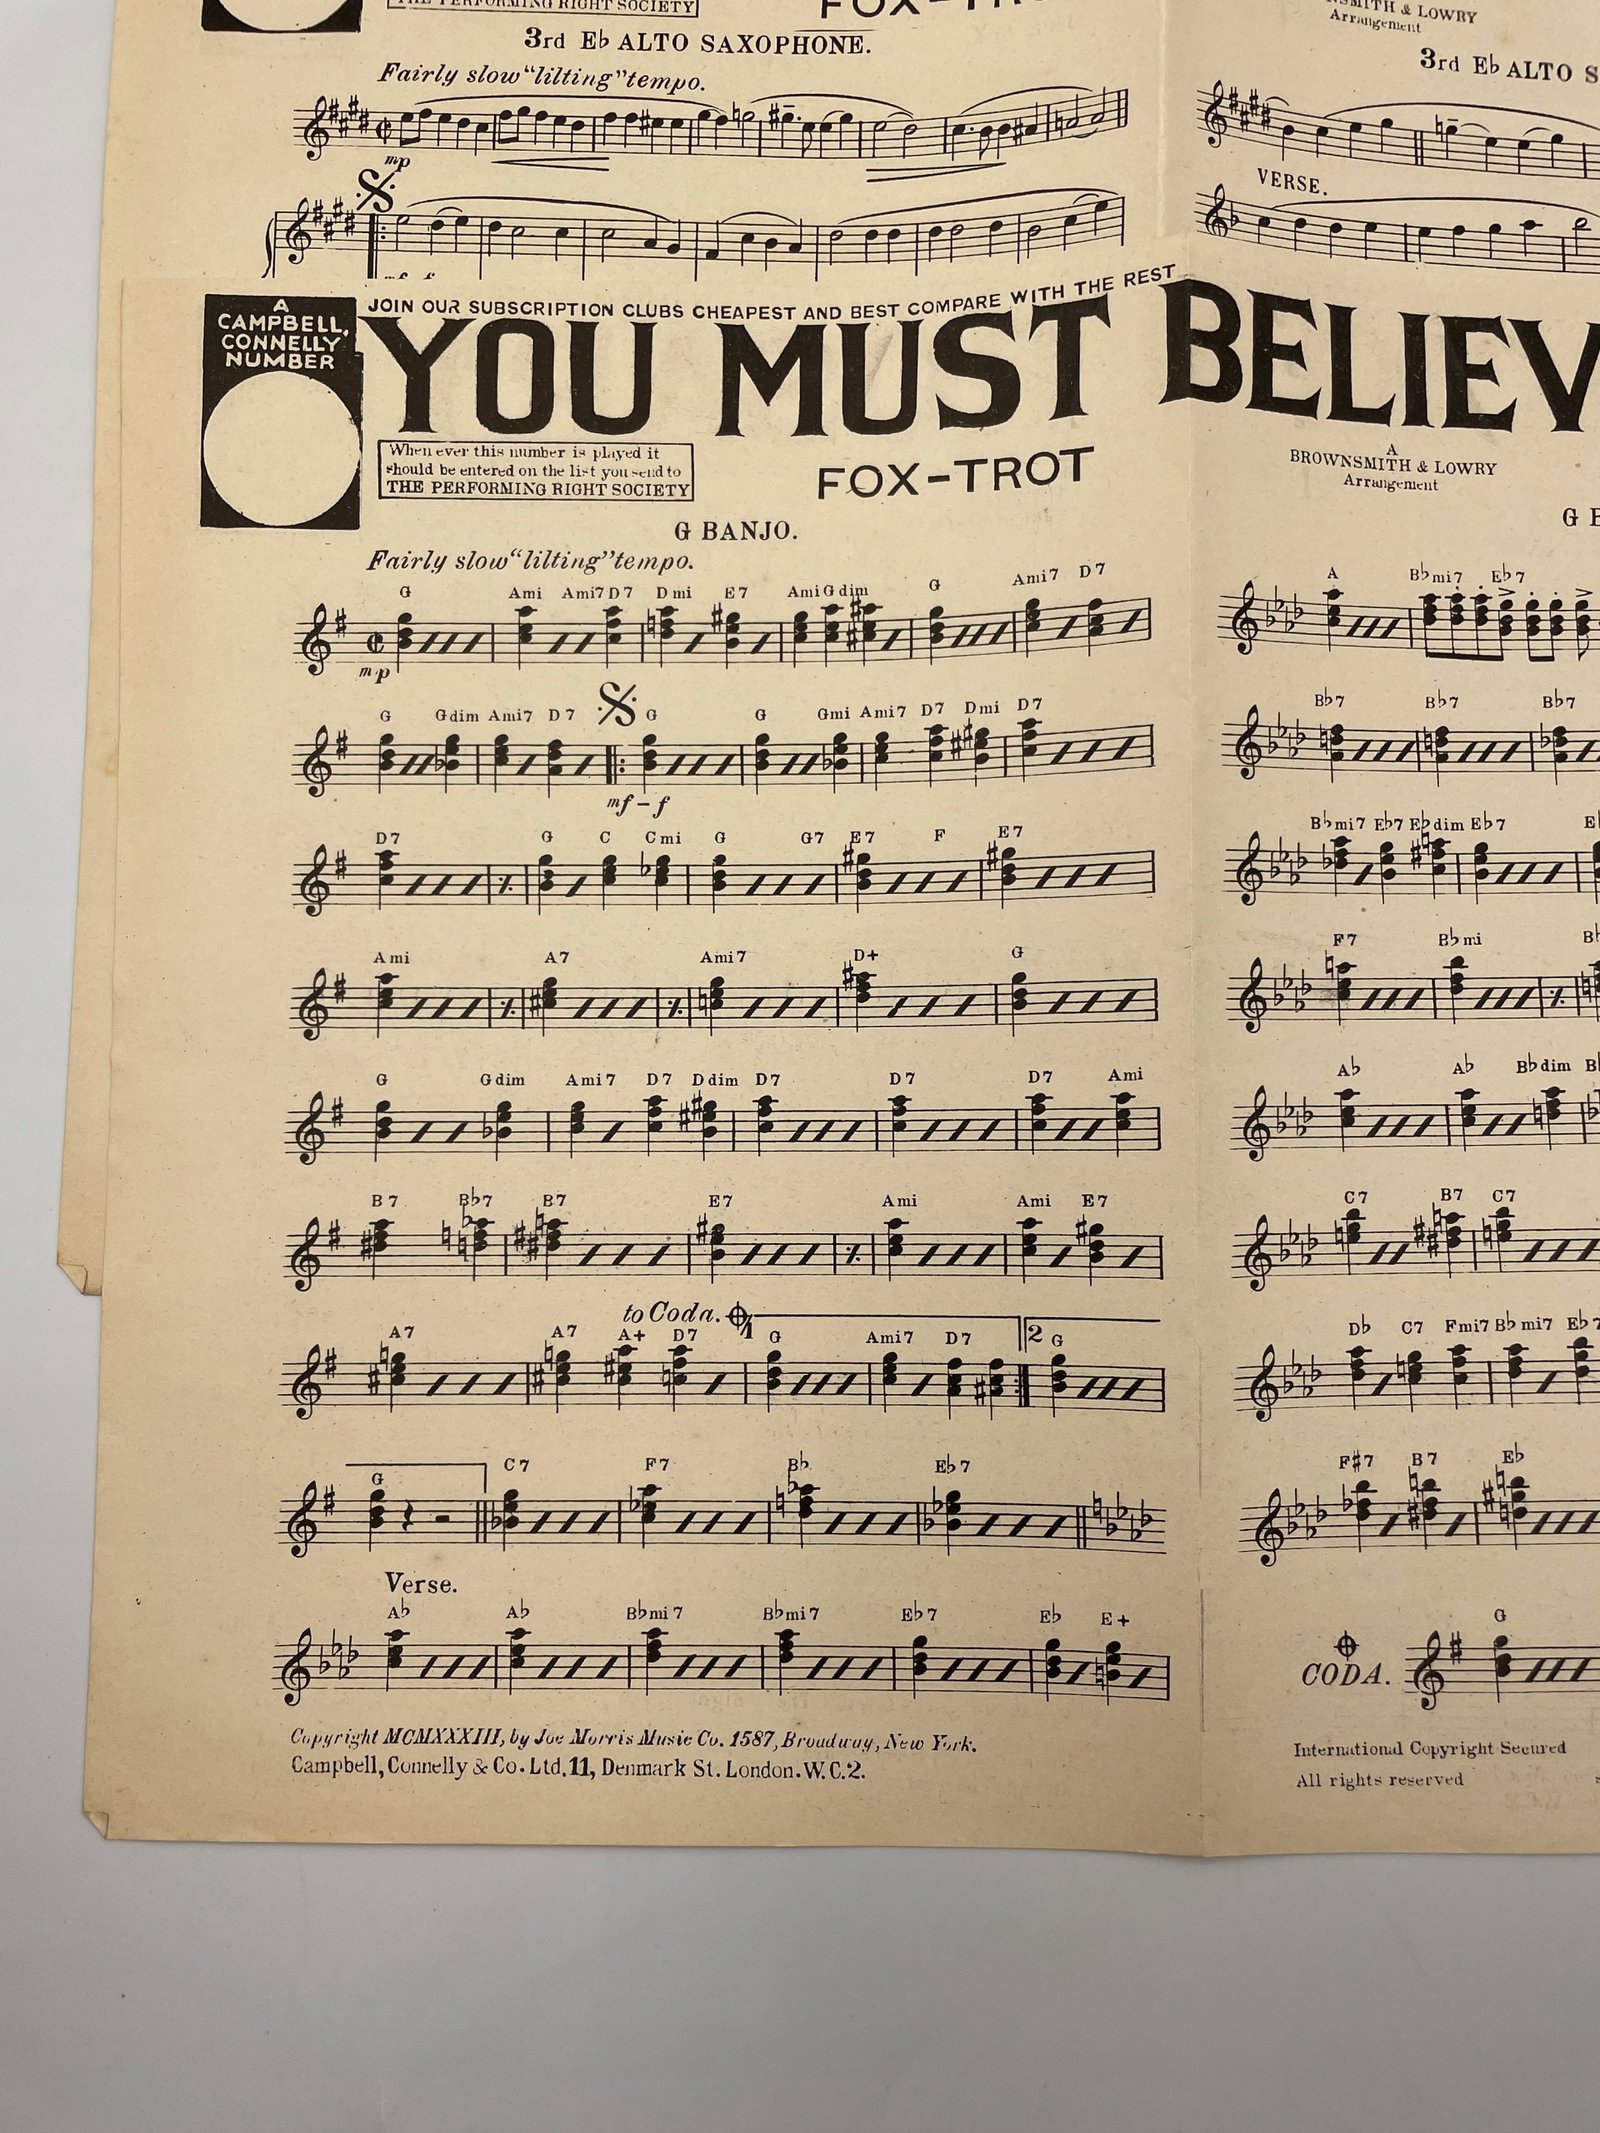 THE PERFORMING RIGHT SOCIETY
FOX-TRO
& LOWRY
Arrangement
3rd E♭ ALTO SAXOPHONE.
3rd E♭ ALTO S
Fairly slow "lilting" tempo.
mp
VERSE.
A
CAMPBELL,
CONNELLY
NUMBER
JOIN OUR SUBSCRIPTION CLUBS CHEAPEST AND BEST COMPARE WITH THE REST
YOU MUST BELIEV
When ever this number is played it
should be entered on the list you send to
THE PERFORMING RIGHT SOCIETY
FOX-TROT
A
BROWNSMITH & LOWRY
Arrangement
G BANJO.
G B
Fairly slow "lilting" tempo.
G Ami Ami7 D7 D mi E7 Ami G dim G Ami7 D7
mp
G Gdim Ami7 D7 G G Gmi Ami7 D7 Dmi D7
mf-f
D7 G C Cmi G G7 E7 F E7
Ami A7 Ami7 D+ G
G Gdim Ami7 D7 Ddim D7 D7 D7 Ami
B7 B♭7 B7 E7 Ami Ami E7
to Coda.
A7 A7 A+ D7 1 G Ami7 D7 2 G
G C7 F7 B♭ E♭7
Verse.
A♭ A♭ B♭mi7 B♭mi7 E♭7 E♭ E+
Copyright MCMXXXIII, by Joe Morris Music Co. 1587, Broadway, New York.
Campbell, Connelly & Co. Ltd. 11, Denmark St. London. W.C.2.
A B♭mi7 E♭7
B♭7 B♭7 B♭7
B♭mi7 E♭7 E♭dim E♭7
F7 B♭mi
A♭ A♭ B♭dim
C7 B7 C7
D♭ C7 Fmi7 B♭mi7 E♭7
F#7 B7 E♭
G
CODA.
International Copyright Secured
All rights reserved